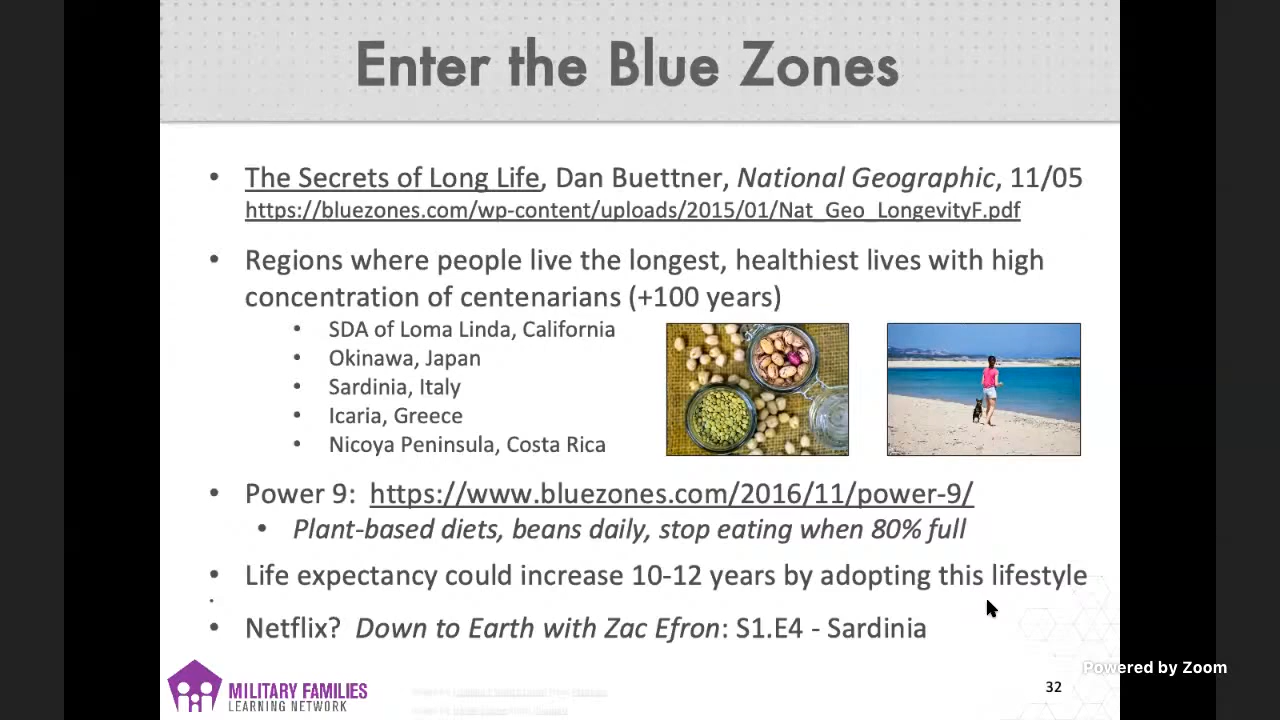 Enter the Blue Zones
• The Secrets of Long Life, Dan Buettner, National Geographic, 11/05
https://bluezones.com/wp-content/uploads/2015/01/Nat_Geo_LongevityF.pdf
• Regions where people live the longest, healthiest lives with high
concentration of centenarians (+100 years)
• SDA of Loma Linda, California
• Okinawa, Japan
• Sardinia, Italy
• Icaria, Greece
• Nicoya Peninsula, Costa Rica
• Power 9: https://www.bluezones.com/2016/11/power-9/
• Plant-based diets, beans daily, stop eating when 80% full
• Life expectancy could increase 10-12 years by adopting this lifestyle
•
• Netflix? Down to Earth with Zac Efron: S1.E4 - Sardinia
MILITARY FAMILIES
LEARNING NETWORK
32
Powered by Zoom